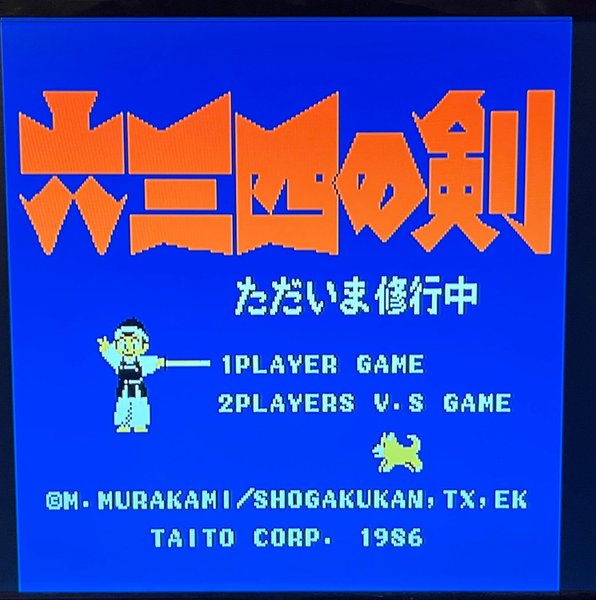 六三四の剣
ただいま修行中
1PLAYER GAME
2PLAYERS V.S GAME
©M. MURAKAMI/SHOGAKUKAN, TX, EK
TAITO CORP. 1986